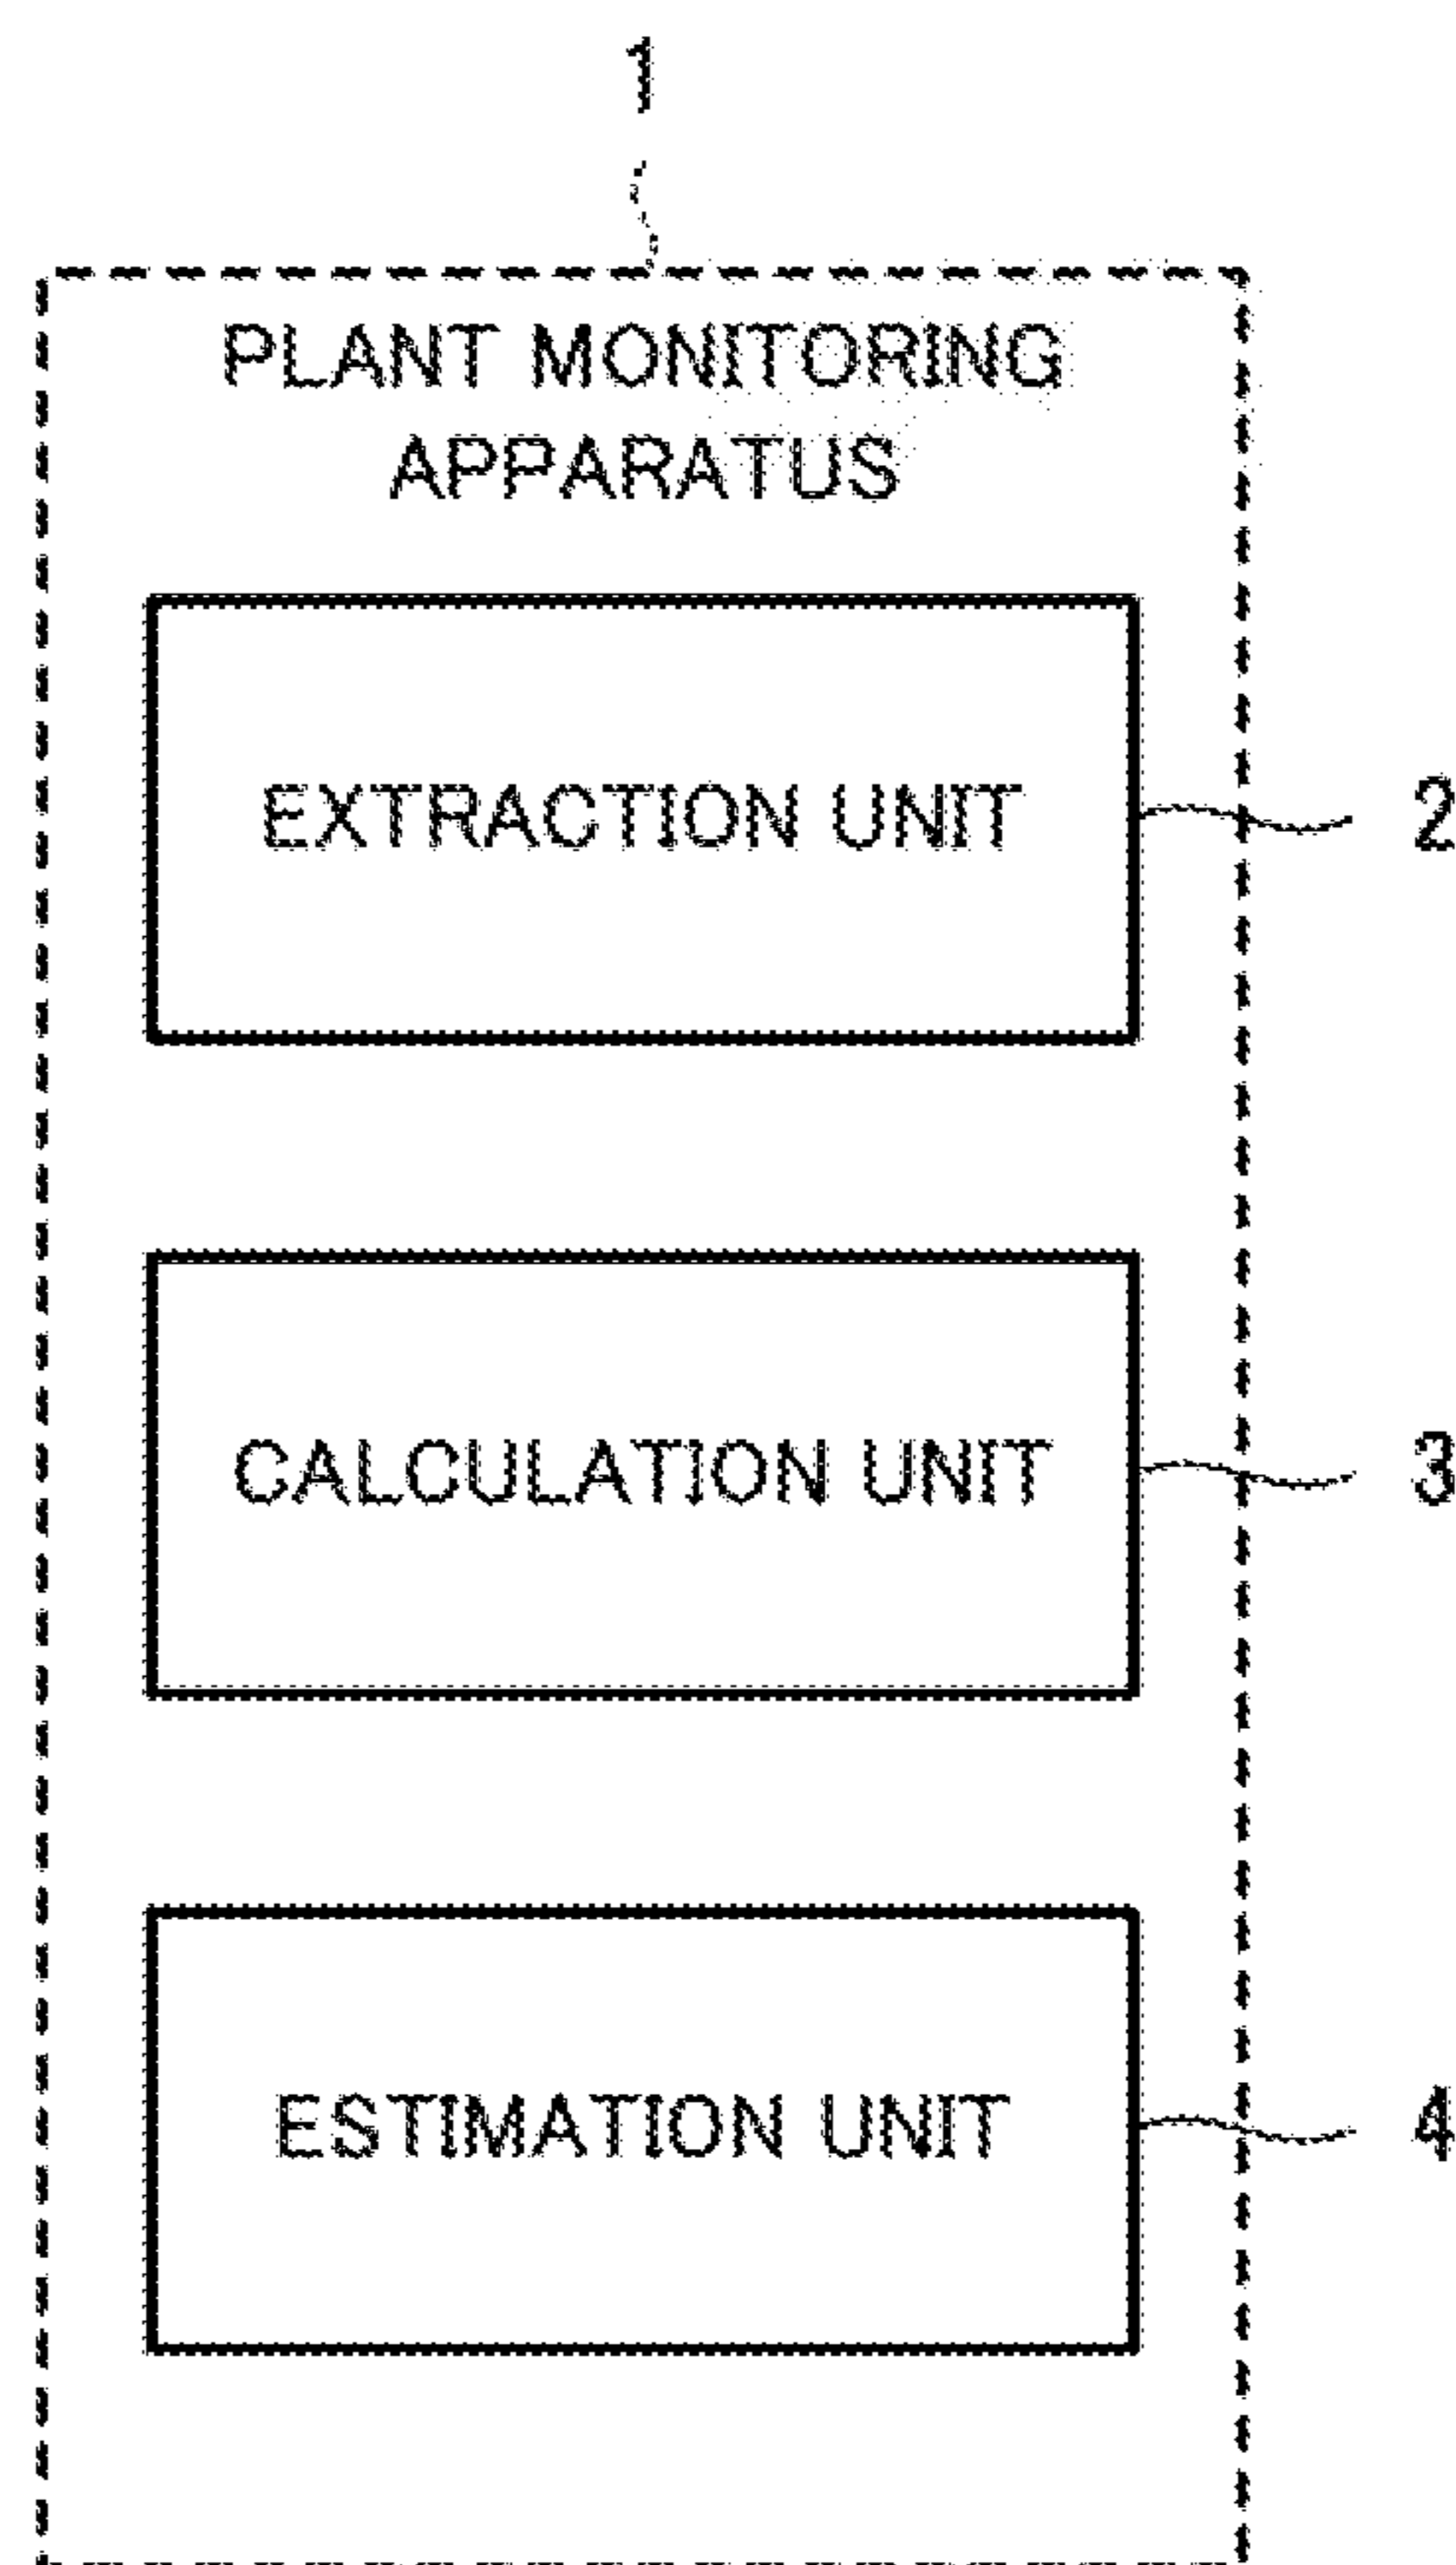 1
PLANT MONITORING
APPARATUS
EXTRACTION UNIT
2
CALCULATION UNIT
3
ESTIMATION UNIT
4